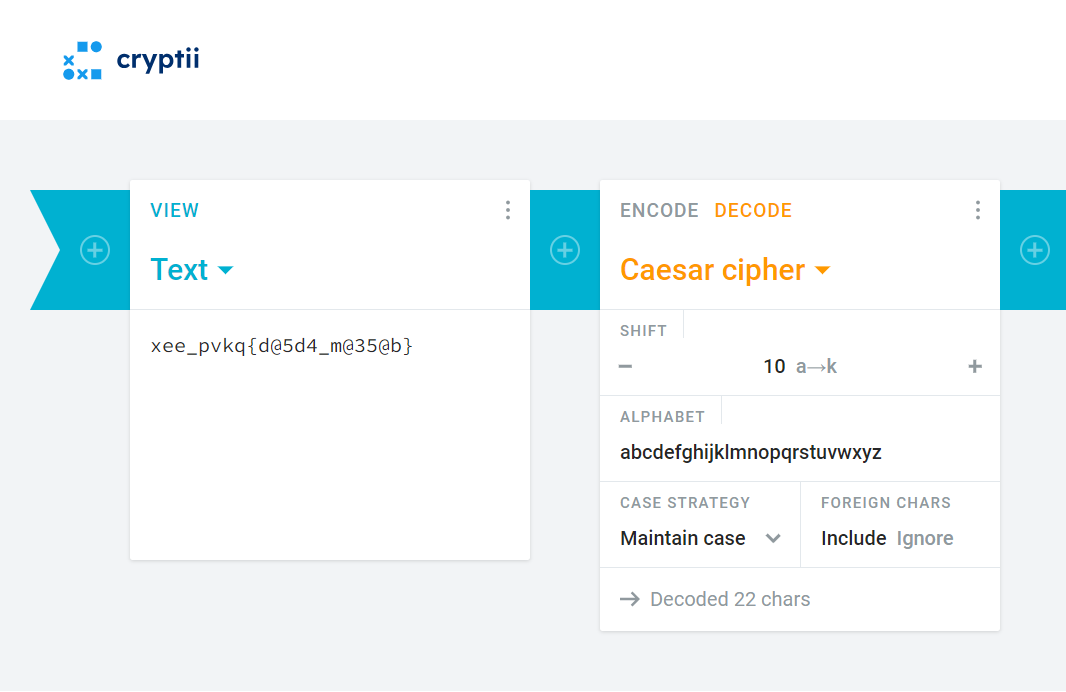 cryptii
VIEW
Text
xee_pvkq{d@5d4_m@35@b}
ENCODE DECODE
Caesar cipher
SHIFT
10 a→k
ALPHABET
abcdefghijklmnopqrstuvwxyz
CASE STRATEGY
Maintain case
FOREIGN CHARS
Include Ignore
→ Decoded 22 chars